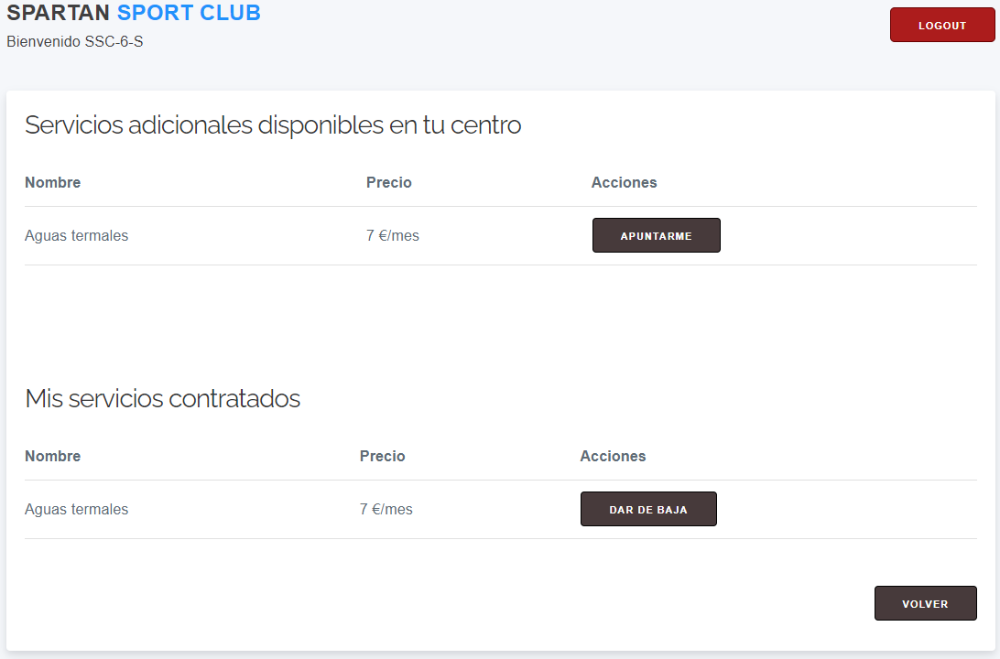 SPARTAN SPORT CLUB
LOGOUT
Bienvenido SSC-6-S
Servicios adicionales disponibles en tu centro
Nombre Precio Acciones
Aguas termales 7 €/mes APUNTARME
Mis servicios contratados
Nombre Precio Acciones
Aguas termales 7 €/mes DAR DE BAJA
VOLVER